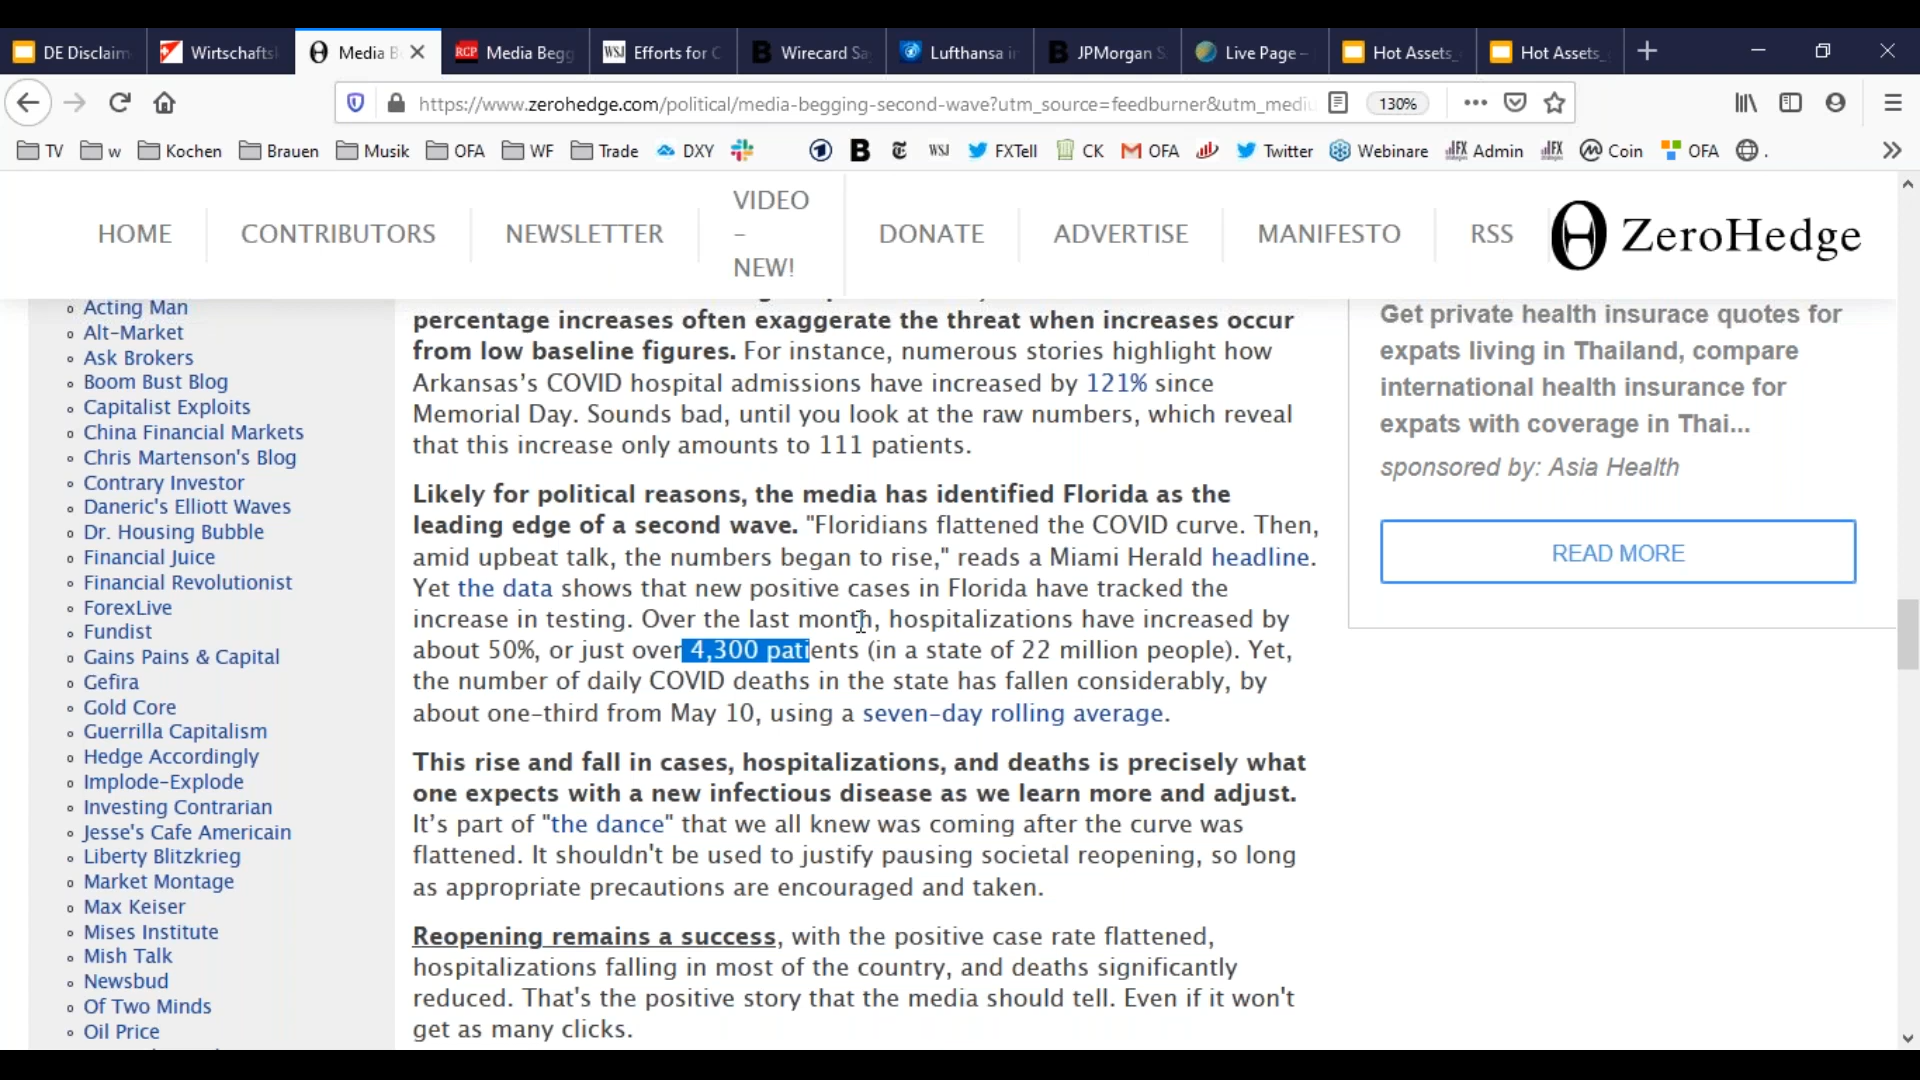 DE Disclaim
Wirtschafts
Media B
RCP Media Begg
WSJ Efforts for C
Wirecard Sa
Lufthansa in
JPMorgan S
Live Page –
Hot Assets_
Hot Assets_
https://www.zerohedge.com/political/media-begging-second-wave?utm_source=feedburner&utm_mediu
130%
TV
w
Kochen
Brauen
Musik
OFA
WF
Trade
DXY
WSJ
FXTell
CK
OFA
Twitter
Webinare
Admin
Coin
OFA
.
HOME
CONTRIBUTORS
NEWSLETTER
VIDEO
–
NEW!
DONATE
ADVERTISE
MANIFESTO
RSS
ZeroHedge
Acting Man
Alt-Market
Ask Brokers
Boom Bust Blog
Capitalist Exploits
China Financial Markets
Chris Martenson's Blog
Contrary Investor
Daneric's Elliott Waves
Dr. Housing Bubble
Financial Juice
Financial Revolutionist
ForexLive
Fundist
Gains Pains & Capital
Gefira
Gold Core
Guerrilla Capitalism
Hedge Accordingly
Implode-Explode
Investing Contrarian
Jesse's Cafe Americain
Liberty Blitzkrieg
Market Montage
Max Keiser
Mises Institute
Mish Talk
Newsbud
Of Two Minds
Oil Price
percentage increases often exaggerate the threat when increases occur
from low baseline figures. For instance, numerous stories highlight how
Arkansas's COVID hospital admissions have increased by 121% since
Memorial Day. Sounds bad, until you look at the raw numbers, which reveal
that this increase only amounts to 111 patients.
Likely for political reasons, the media has identified Florida as the
leading edge of a second wave. "Floridians flattened the COVID curve. Then,
amid upbeat talk, the numbers began to rise," reads a Miami Herald headline.
Yet the data shows that new positive cases in Florida have tracked the
increase in testing. Over the last month, hospitalizations have increased by
about 50%, or just over 4,300 patients (in a state of 22 million people). Yet,
the number of daily COVID deaths in the state has fallen considerably, by
about one-third from May 10, using a seven-day rolling average.
This rise and fall in cases, hospitalizations, and deaths is precisely what
one expects with a new infectious disease as we learn more and adjust.
It's part of "the dance" that we all knew was coming after the curve was
flattened. It shouldn't be used to justify pausing societal reopening, so long
as appropriate precautions are encouraged and taken.
Reopening remains a success, with the positive case rate flattened,
hospitalizations falling in most of the country, and deaths significantly
reduced. That's the positive story that the media should tell. Even if it won't
get as many clicks.
Get private health insurace quotes for
expats living in Thailand, compare
international health insurance for
expats with coverage in Thai...
sponsored by: Asia Health
READ MORE